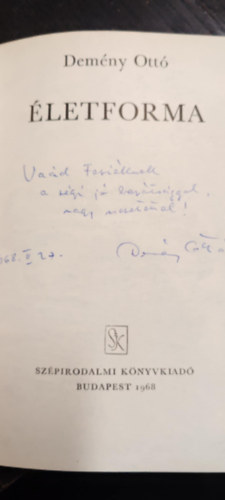 Demény Ottó
ÉLETFORMA
a régi jó barátsággal,
nagy szeretettel!
Demény Ottó
SZÉPIRODALMI KÖNYVKIADÓ
BUDAPEST 1968